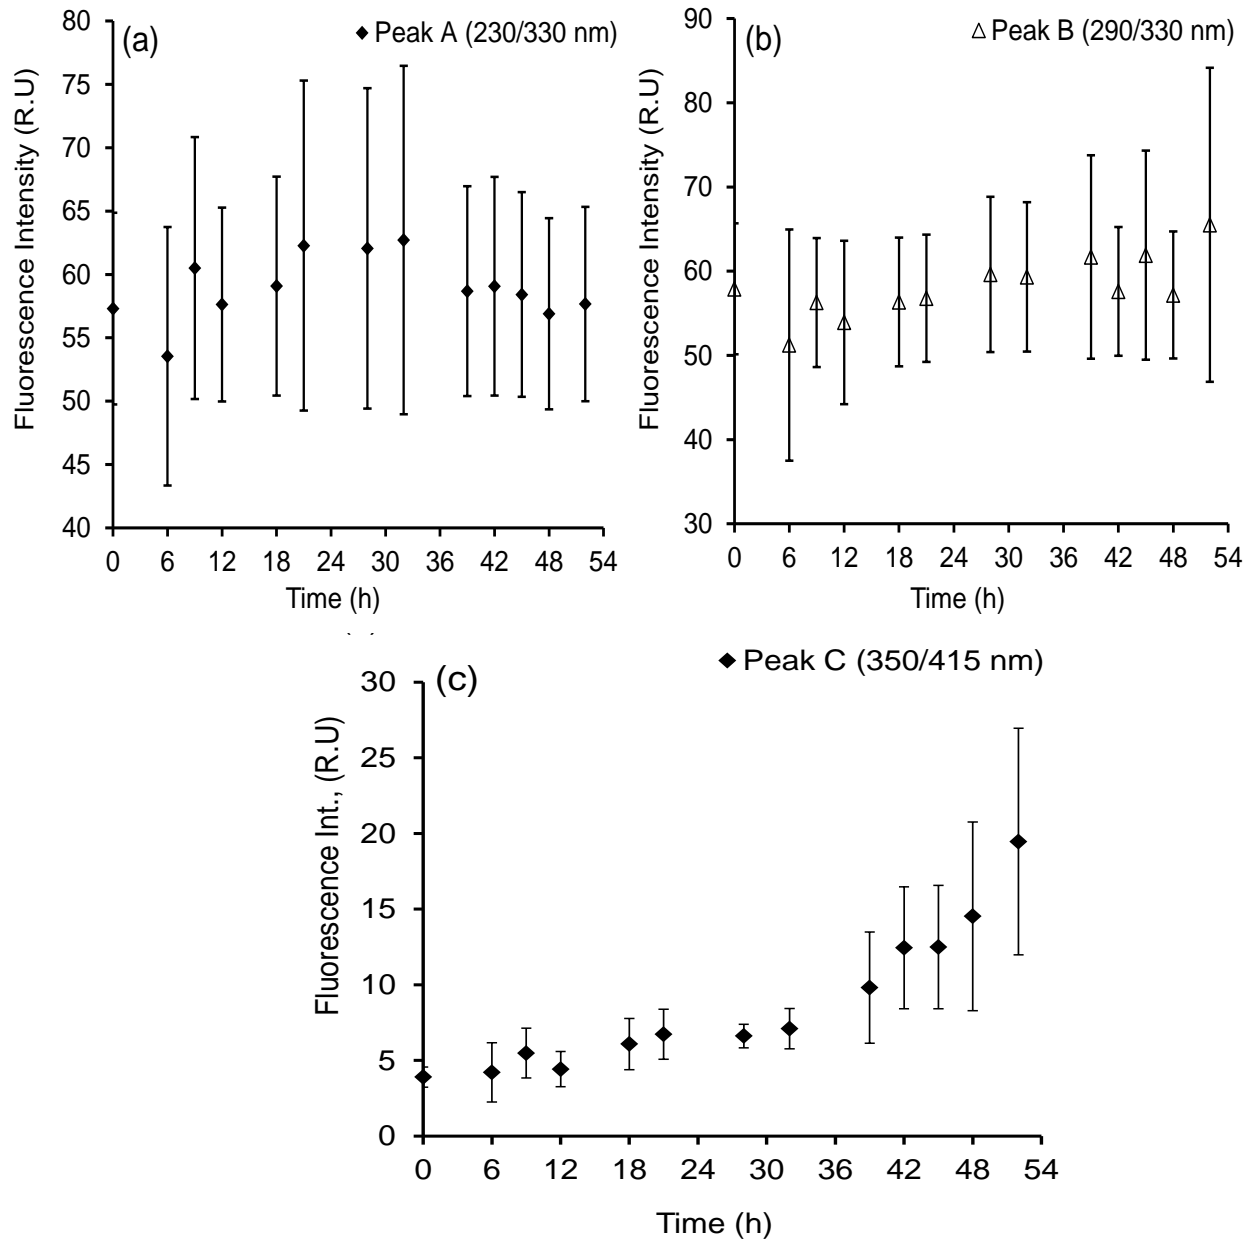 (a)
Peak A (230/330 nm)
Fluorescence Intensity (R.U)
80
75
70
65
60
55
50
45
40
0 6 12 18 24 30 36 42 48 54
Time (h)
(b)
Peak B (290/330 nm)
Fluorescence Intensity (R.U)
90
80
70
60
50
40
30
0 6 12 18 24 30 36 42 48 54
Time (h)
(c)
Peak C (350/415 nm)
Fluorescence Int., (R.U)
30
25
20
15
10
5
0
0 6 12 18 24 30 36 42 48 54
Time (h)